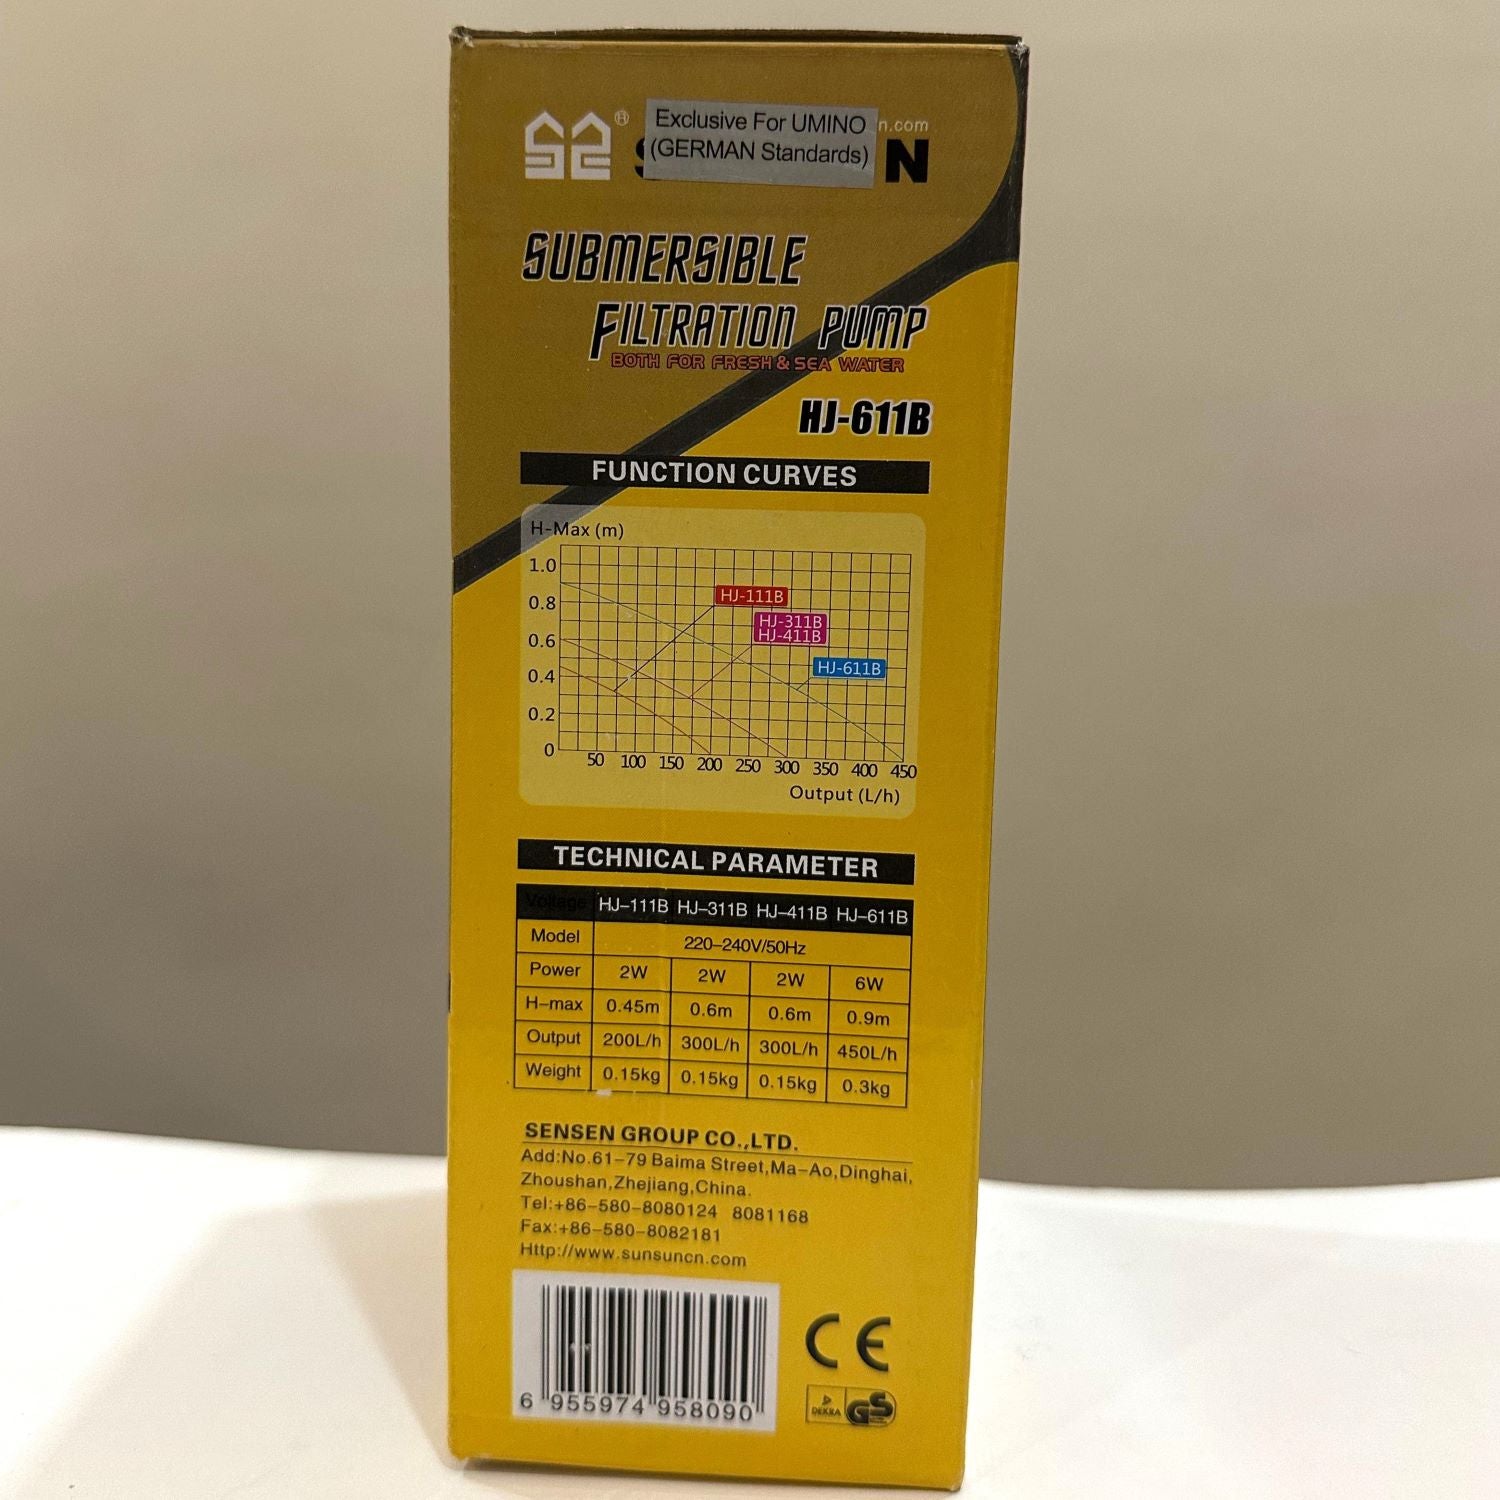 ®
Exclusive For UMINO
n.com
(GERMAN Standards)
N
SUBMERSIBLE
FILTRATION PUMP
BOTH FOR FRESH & SEA WATER
HJ-611B
FUNCTION CURVES
H-Max (m)
1.0
0.8
0.6
0.4
0.2
0
HJ-111B
HJ-311B
HJ-411B
HJ-611B
50 100 150 200 250 300 350 400 450
Output (L/h)
TECHNICAL PARAMETER
Voltage HJ-111B HJ-311B HJ-411B HJ-611B
Model 220-240V/50Hz
Power 2W 2W 2W 6W
H-max 0.45m 0.6m 0.6m 0.9m
Output 200L/h 300L/h 300L/h 450L/h
Weight 0.15kg 0.15kg 0.15kg 0.3kg
SENSEN GROUP CO.,LTD.
Add:No.61-79 Baima Street,Ma-Ao,Dinghai,
Zhoushan,Zhejiang,China.
Tel:+86-580-8080124 8081168
Fax:+86-580-8082181
Http://www.sunsuncn.com
6 955974 958090
CE
DEKRA GS